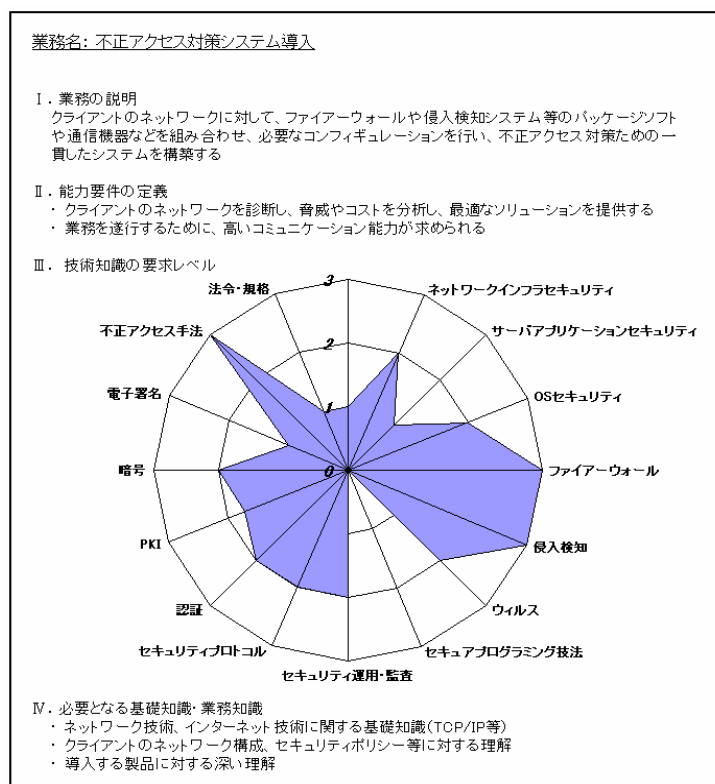 業務名: 不正アクセス対策システム導入
Ⅰ. 業務の説明
クライアントのネットワークに対して、ファイアーウォールや侵入検知システム等のパッケージソフト
や通信機器などを組み合わせ、必要なコンフィギュレーションを行い、不正アクセス対策ための一
貫したシステムを構築する
Ⅱ. 能力要件の定義
・ クライアントのネットワークを診断し、脅威やコストを分析し、最適なソリューションを提供する
・ 業務を遂行するために、高いコミュニケーション能力が求められる
Ⅲ. 技術知識の要求レベル
3
法令・規格
ネットワークインフラセキュリティ
不正アクセス手法
サーバアプリケーションセキュリティ
2
電子署名
OSセキュリティ
1
暗号
0
ファイアーウォール
PKI
侵入検知
認証
ウィルス
セキュリティプロトコル
セキュアプログラミング技法
セキュリティ運用・監査
Ⅳ. 必要となる基礎知識・業務知識
・ ネットワーク技術、インターネット技術に関する基礎知識(TCP/IP等)
・ クライアントのネットワーク構成、セキュリティポリシー等に対する理解
・ 導入する製品に対する深い理解